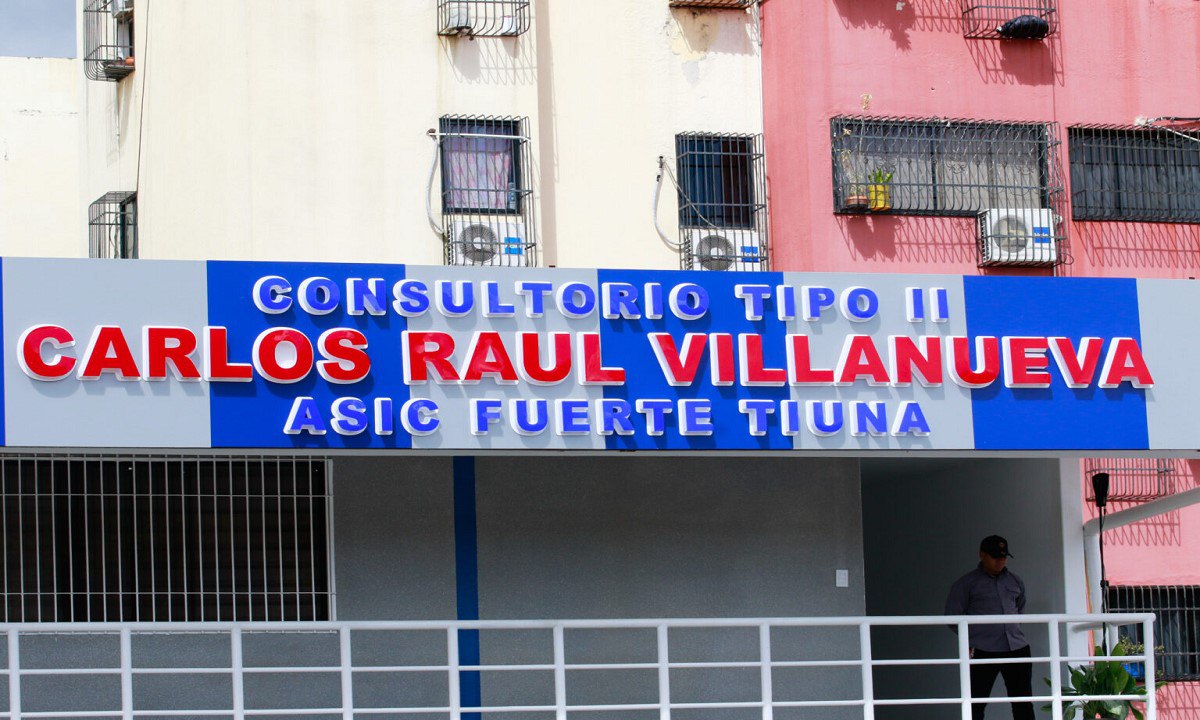 CONSULTORIO TIPO II
CARLOS RAUL VILLANUEVA
ASIC FUERTE TIUNA